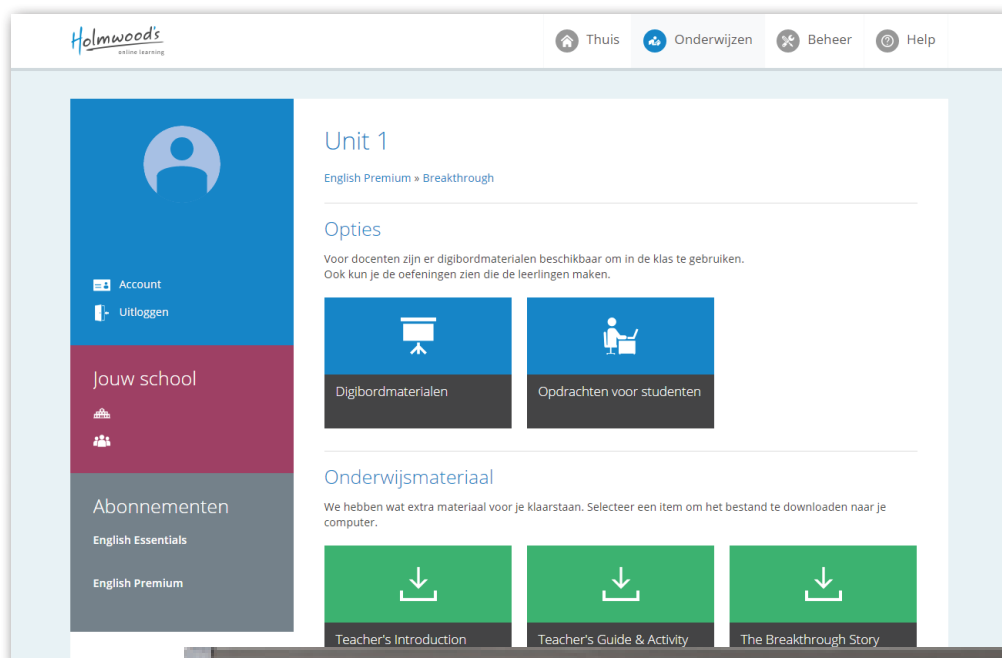 Holmwood's
online learning
Thuis
Onderwijzen
Beheer
Help
Account
Uitloggen
Jouw school
Abonnementen
English Essentials
English Premium
Unit 1
English Premium » Breakthrough
Opties
Voor docenten zijn er digibordmaterialen beschikbaar om in de klas te gebruiken.
Ook kun je de oefeningen zien die de leerlingen maken.
Digibordmaterialen
Opdrachten voor studenten
Onderwijsmateriaal
We hebben wat extra materiaal voor je klaarstaan. Selecteer een item om het bestand te downloaden naar je
computer.
Teacher's Introduction
Teacher's Guide & Activity
The Breakthrough Story